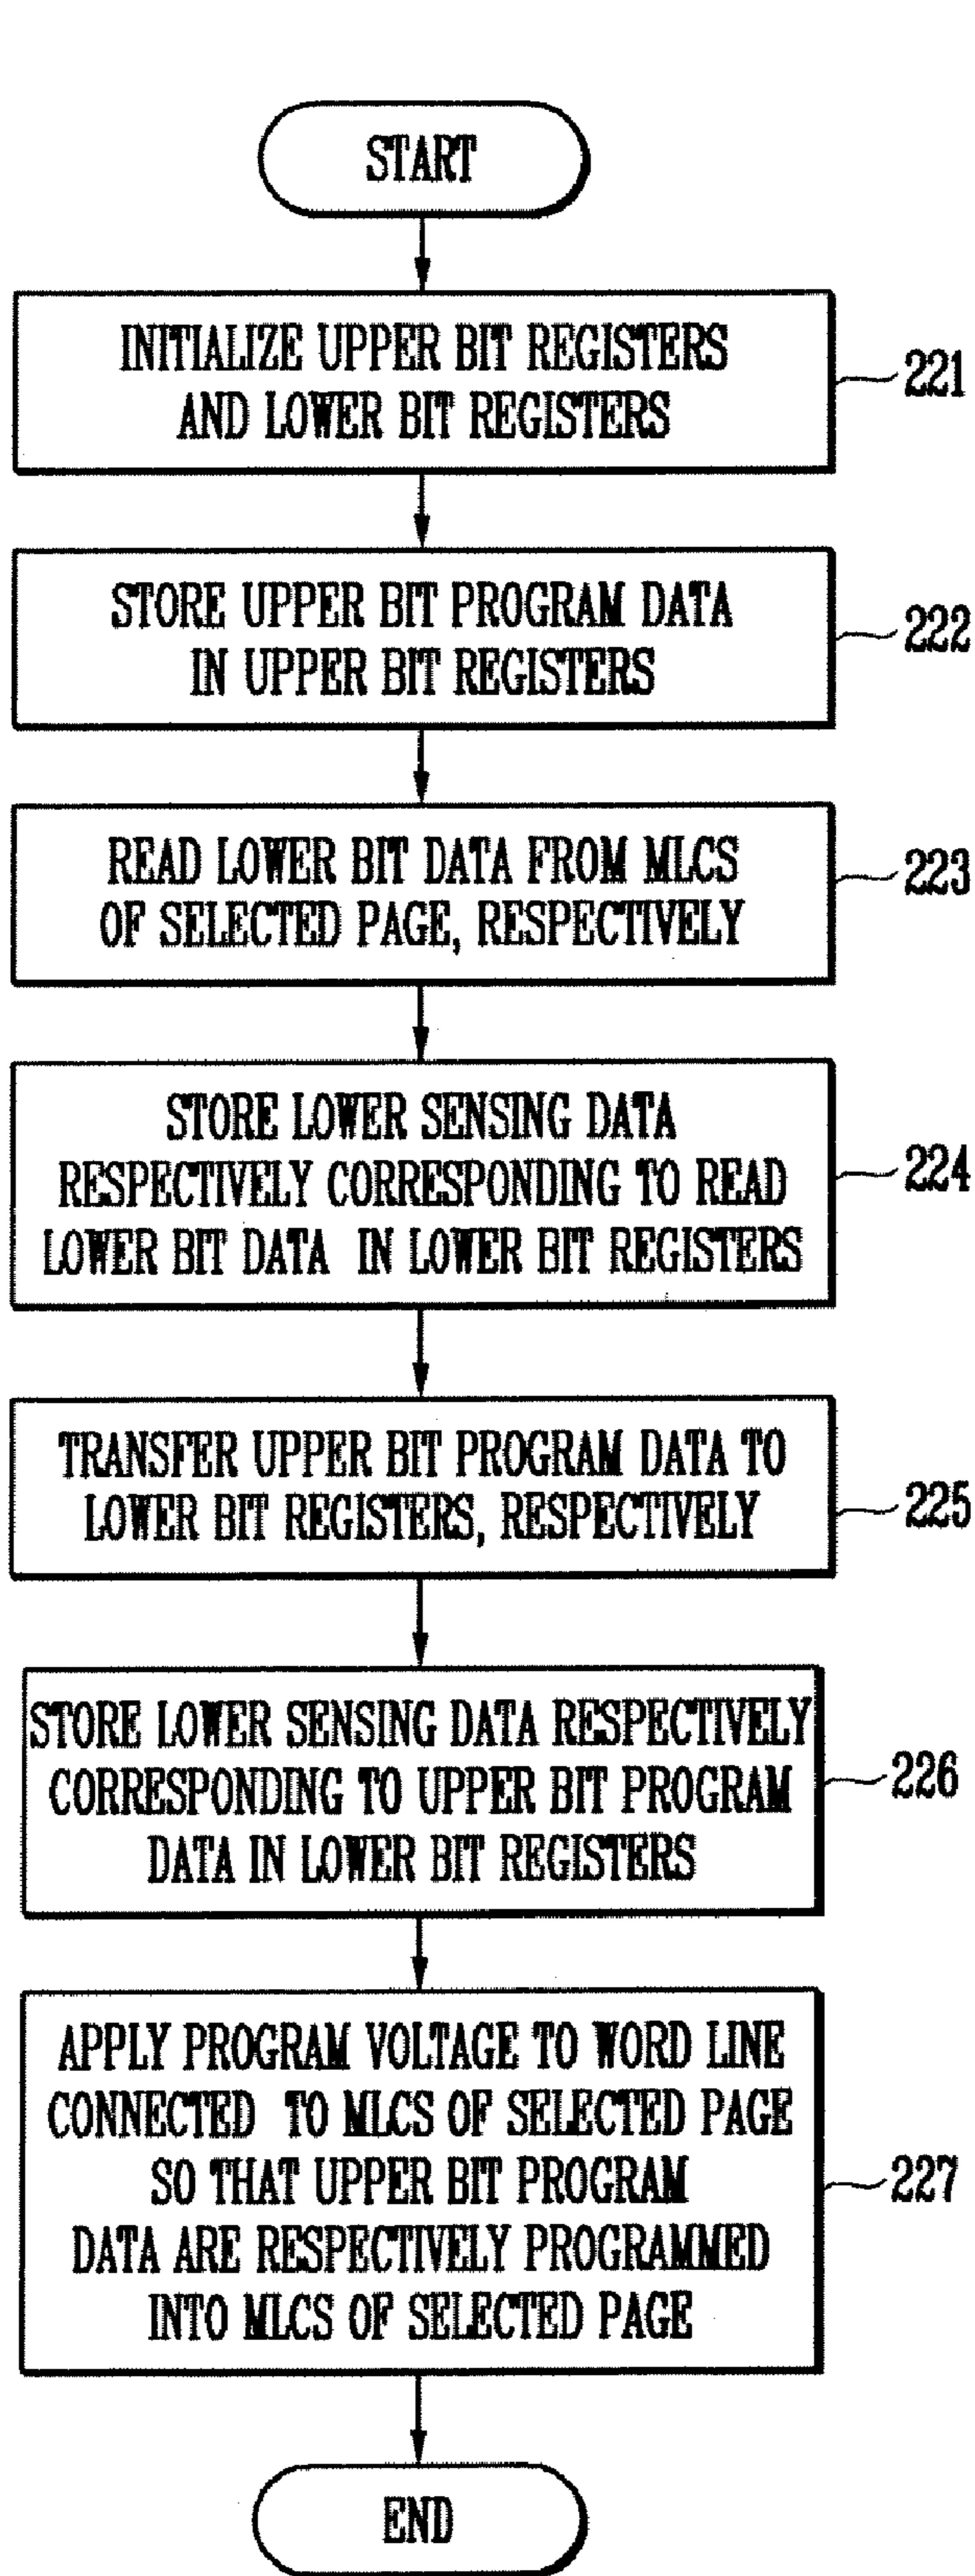 START
INITIALIZE UPPER BIT REGISTERS
AND LOWER BIT REGISTERS
221
STORE UPPER BIT PROGRAM DATA
IN UPPER BIT REGISTERS
222
READ LOWER BIT DATA FROM MLCS
OF SELECTED PAGE, RESPECTIVELY
223
STORE LOWER SENSING DATA
RESPECTIVELY CORRESPONDING TO READ
LOWER BIT DATA IN LOWER BIT REGISTERS
224
TRANSFER UPPER BIT PROGRAM DATA TO
LOWER BIT REGISTERS, RESPECTIVELY
225
STORE LOWER SENSING DATA RESPECTIVELY
CORRESPONDING TO UPPER BIT PROGRAM
DATA IN LOWER BIT REGISTERS
226
APPLY PROGRAM VOLTAGE TO WORD LINE
CONNECTED TO MLCS OF SELECTED PAGE
SO THAT UPPER BIT PROGRAM
DATA ARE RESPECTIVELY PROGRAMMED
INTO MLCS OF SELECTED PAGE
227
END